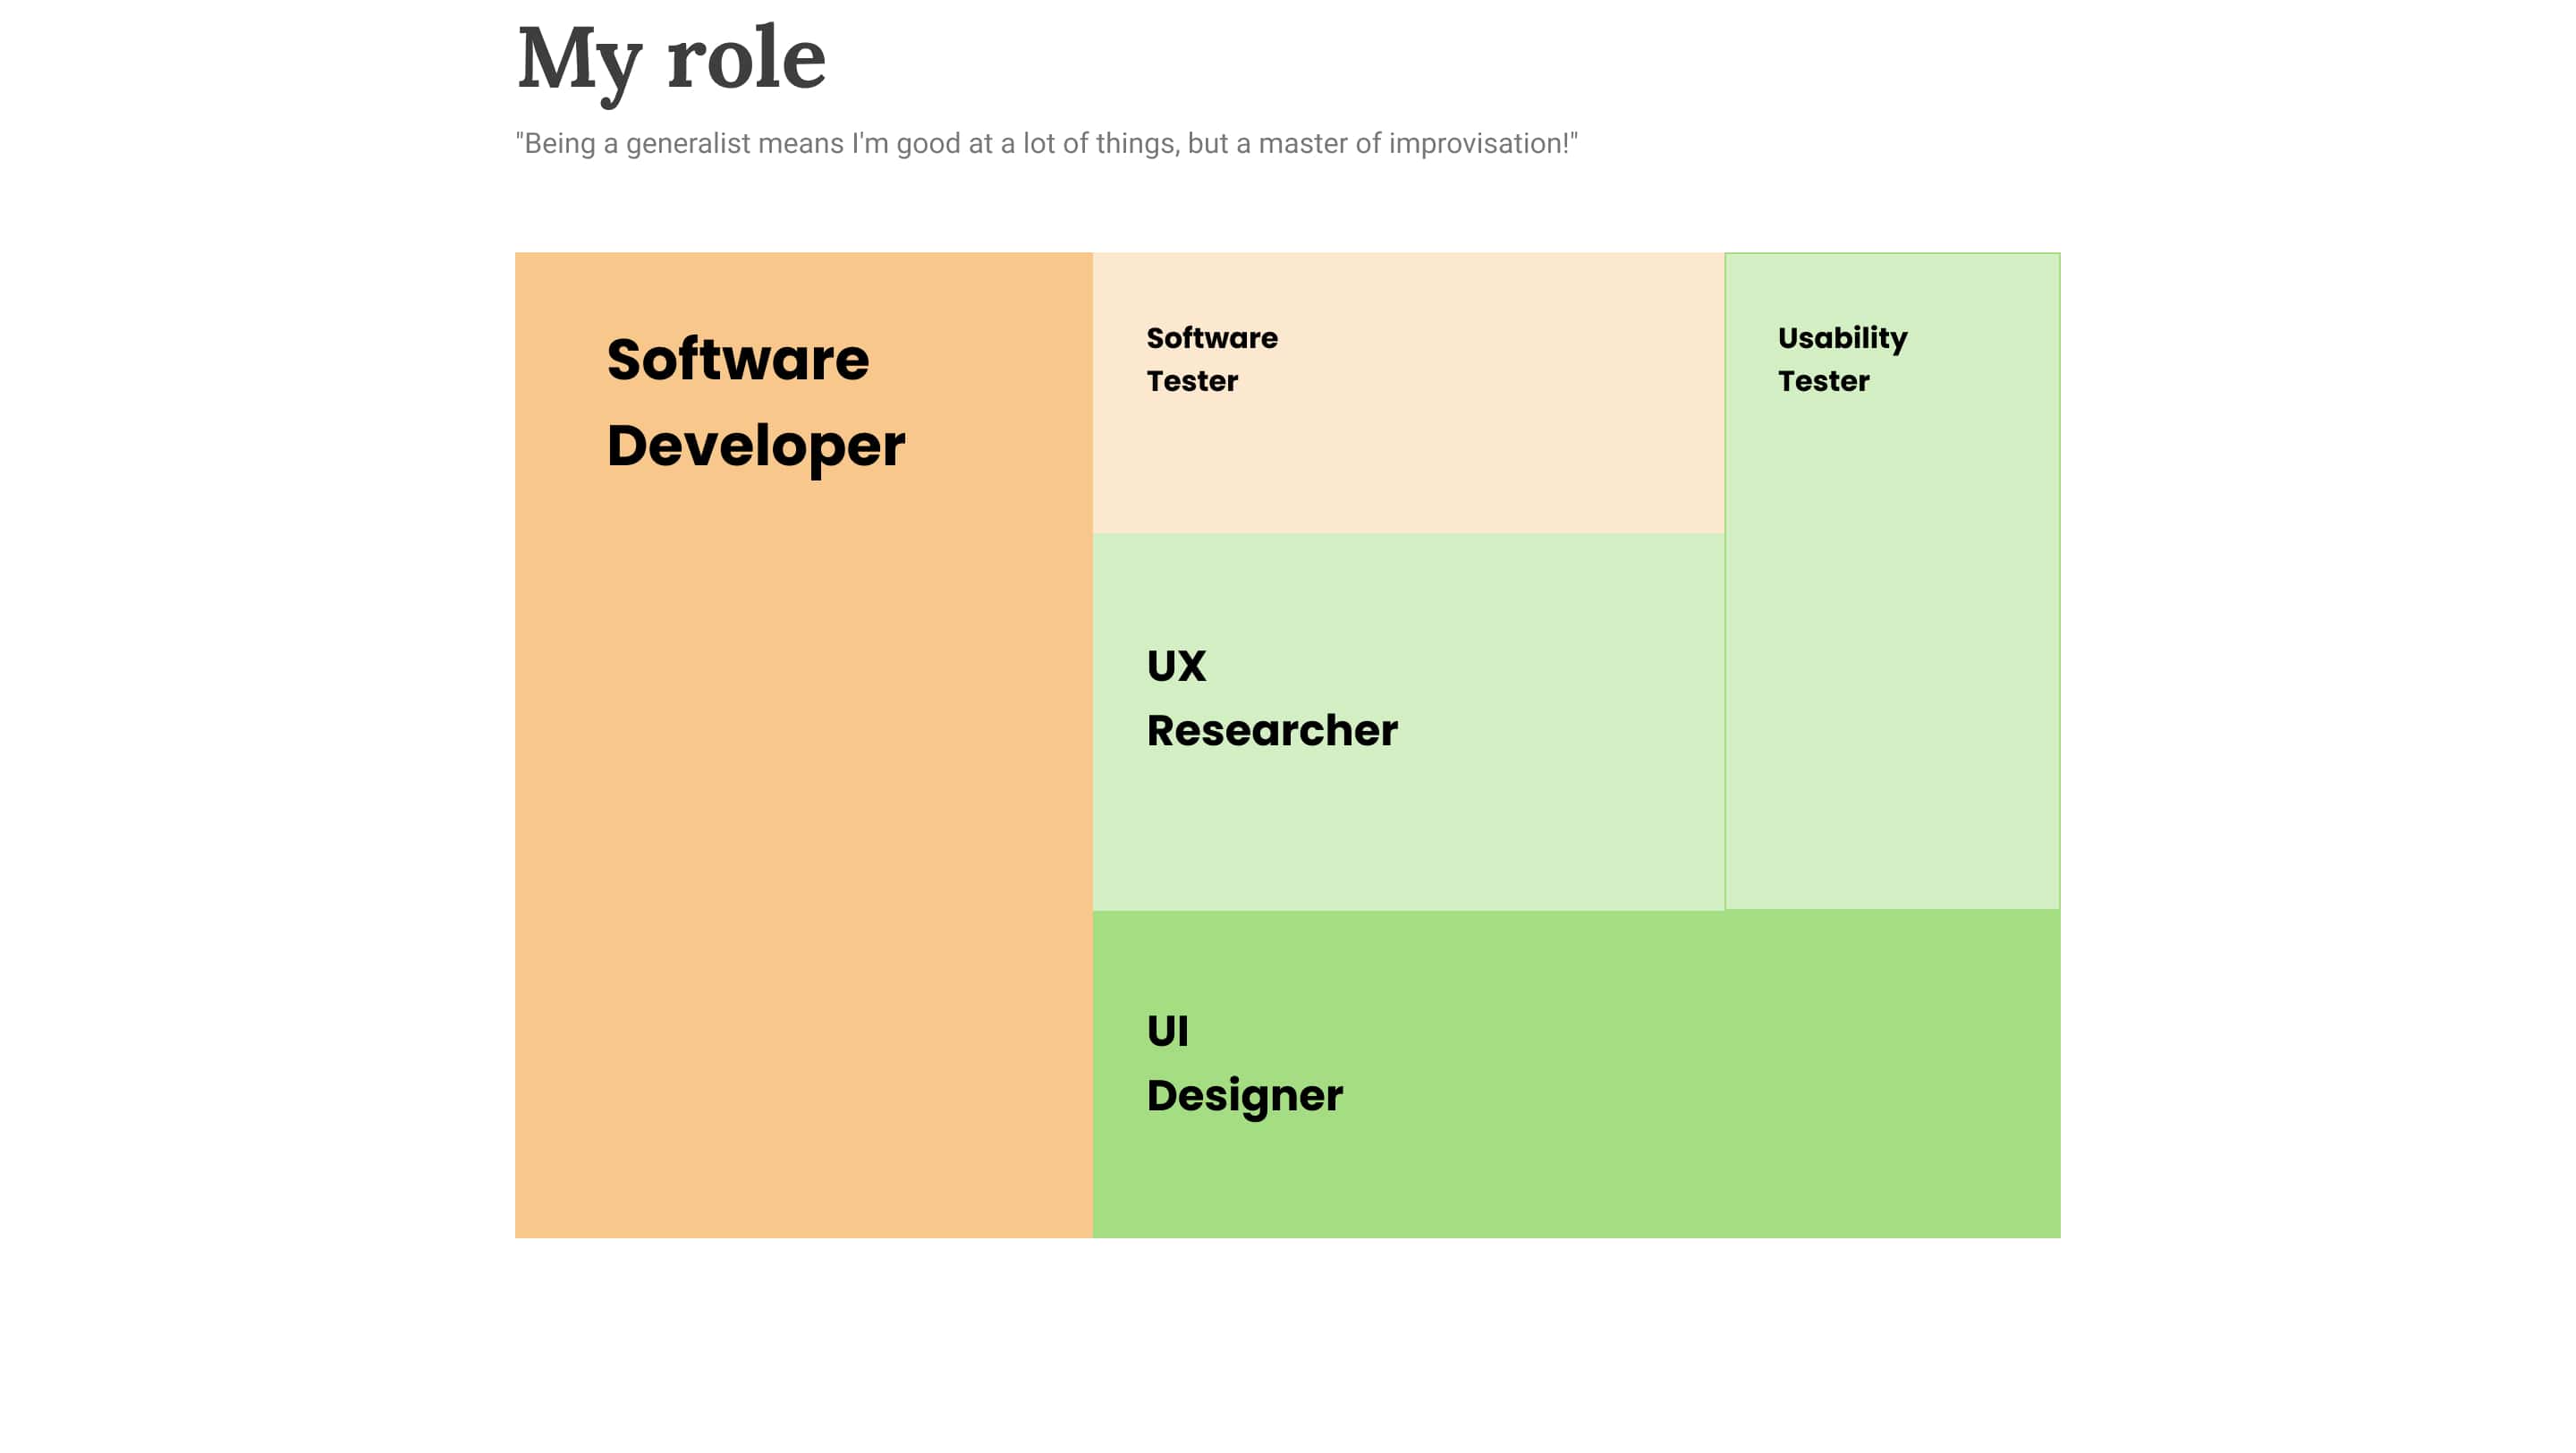 My role
"Being a generalist means I'm good at a lot of things, but a master of improvisation!"
Software
Developer
Software
Tester
Usability
Tester
UX
Researcher
UI
Designer